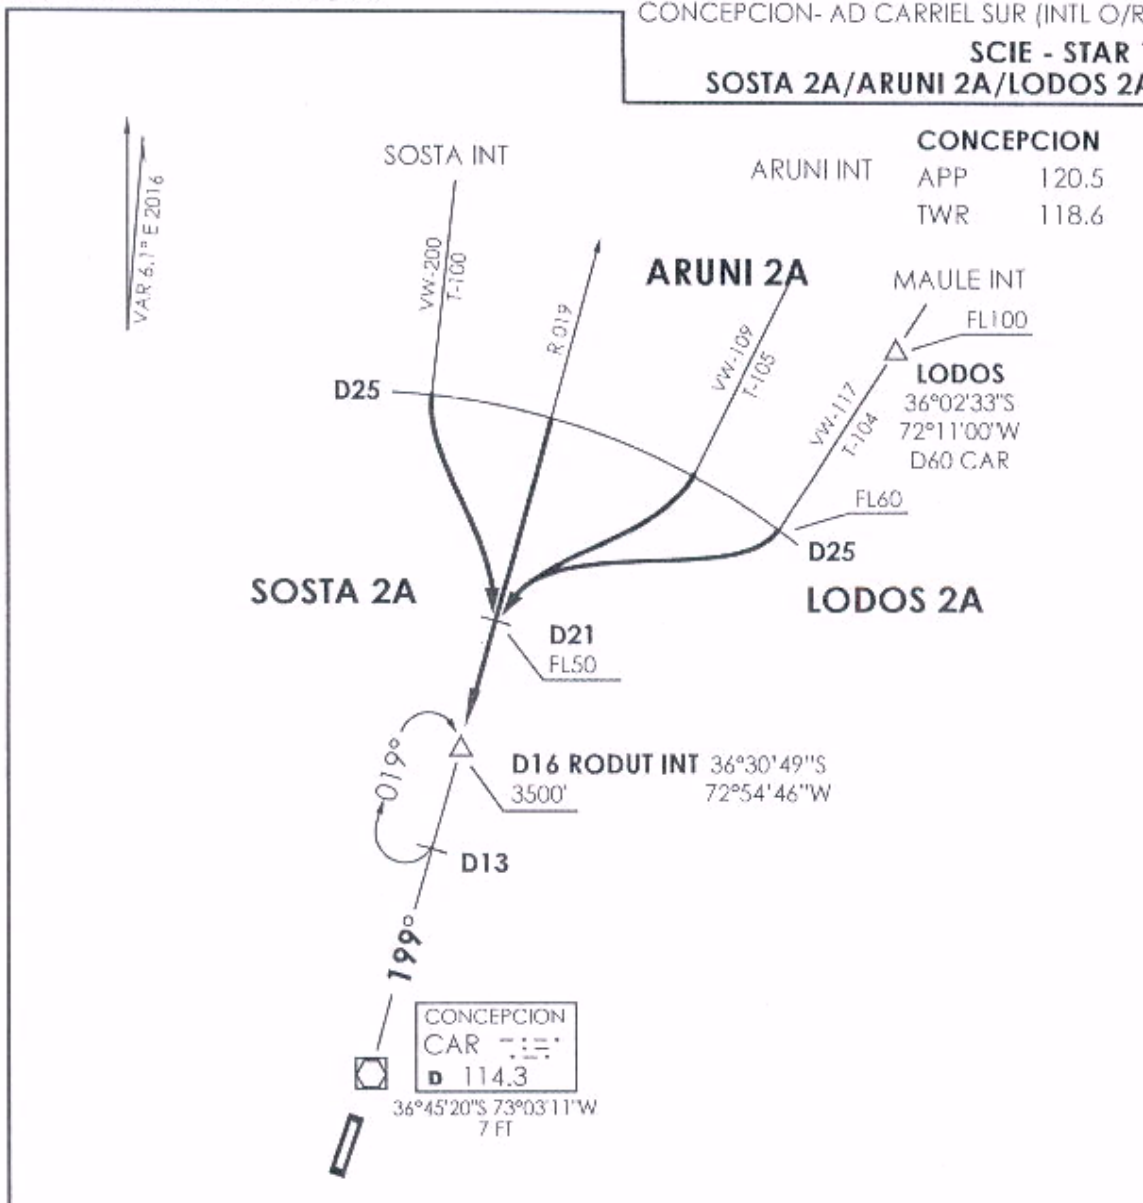 CONCEPCION- AD CARRIEL SUR (INTL O/R
SCIE - STAR
SOSTA 2A/ARUNI 2A/LODOS 2A
VAR 6.1° E 2016
SOSTA INT
ARUNI INT
CONCEPCION
APP 120.5
TWR 118.6
VW-200
T-100
R 019
ARUNI 2A
MAULE INT
FL100
VW-109
T-105
LODOS
36°02'33"S
72°11'00"W
D60 CAR
VW-117
T-104
D25
FL60
D25
SOSTA 2A
LODOS 2A
D21
FL50
D16 RODUT INT 36°30'49"S
3500' 72°54'46"W
019°
D13
199°
CONCEPCION
CAR
D 114.3
36°45'20"S 73°03'11"W
7 FT